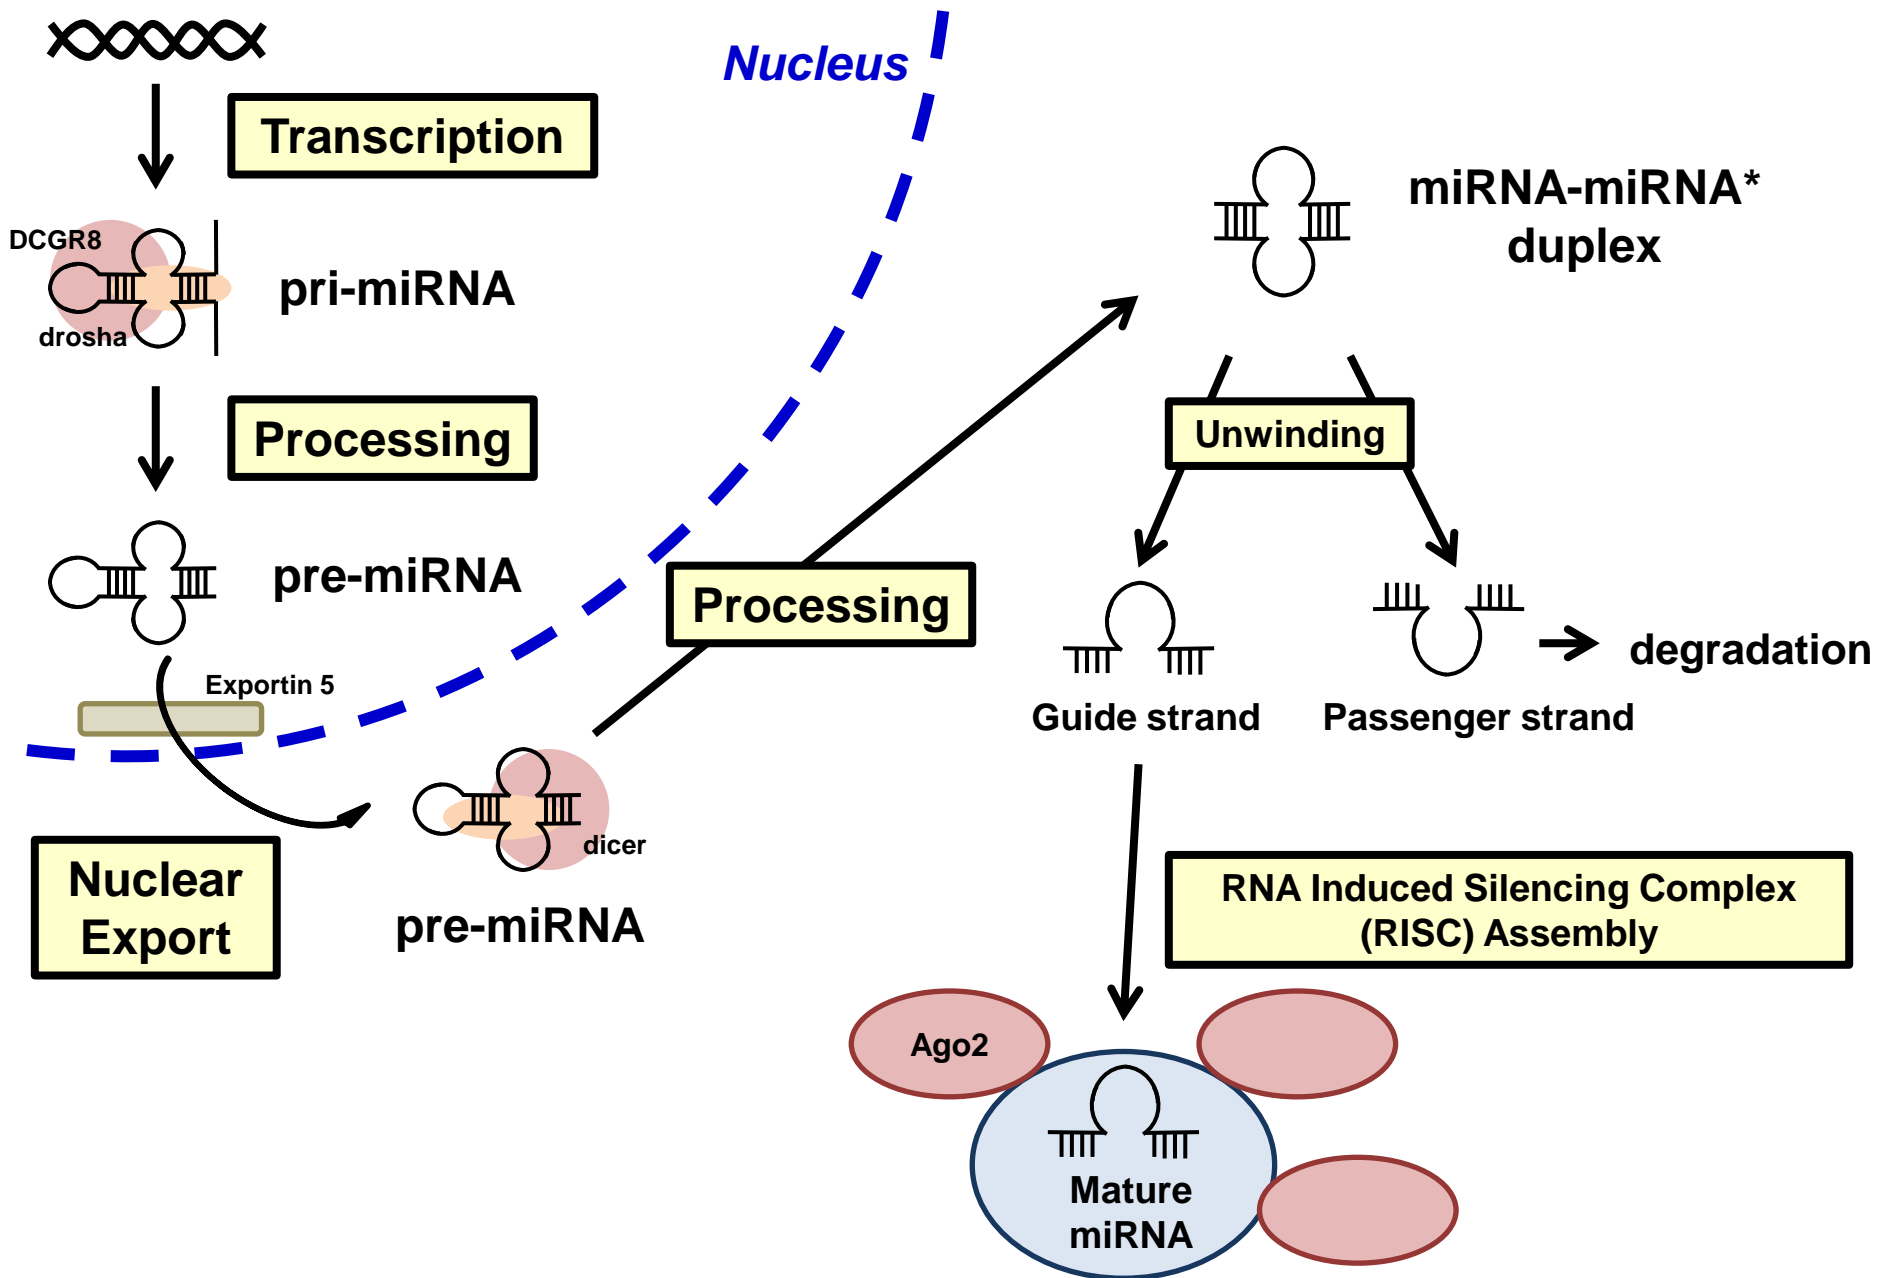 Nucleus
Transcription
DCGR8
drosha
pri-miRNA
Processing
pre-miRNA
Exportin 5
Nuclear
Export
dicer
pre-miRNA
Processing
miRNA-miRNA*
duplex
Unwinding
Guide strand
Passenger strand
degradation
RNA Induced Silencing Complex
(RISC) Assembly
Ago2
Mature
miRNA